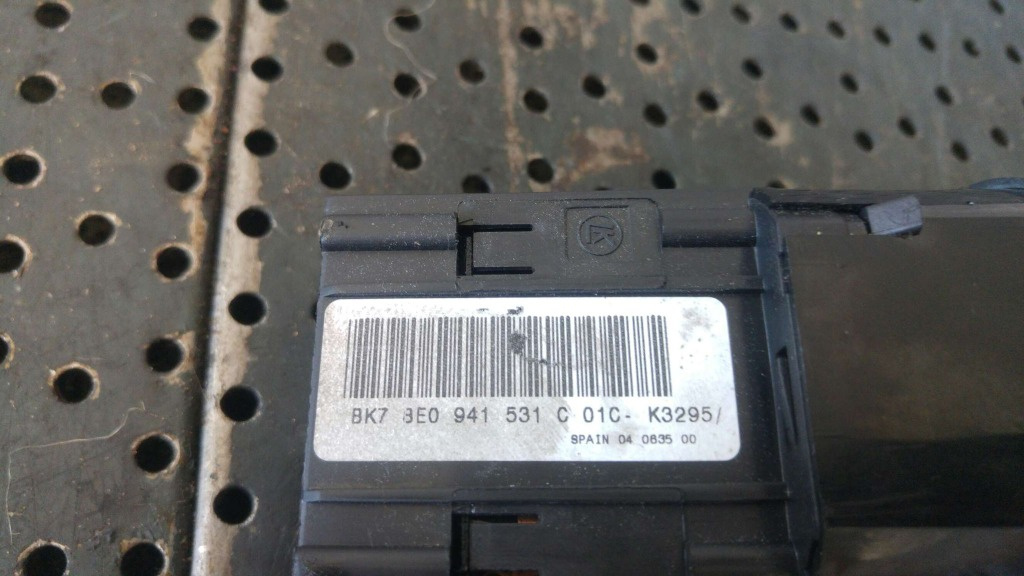 BK7 8E0 941 531 C 01C- K3295/
SPAIN 04 0635 00